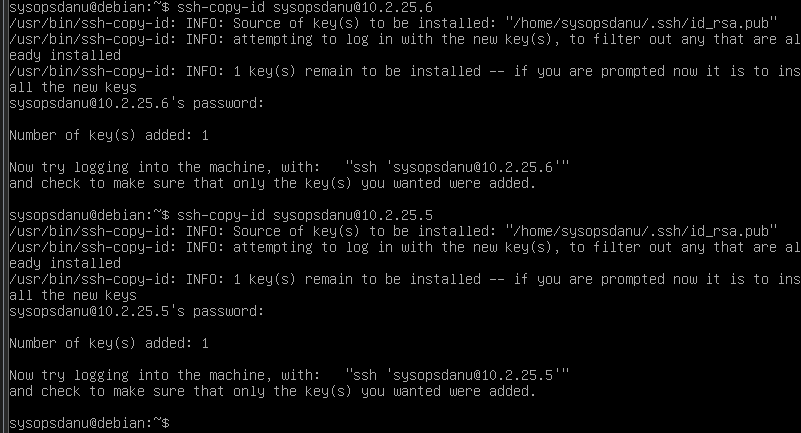 sysopsdanu@debian:~$ ssh-copy-id sysopsdanu@10.2.25.6
/usr/bin/ssh-copy-id: INFO: Source of key(s) to be installed: "/home/sysopsdanu/.ssh/id_rsa.pub"
/usr/bin/ssh-copy-id: INFO: attempting to log in with the new key(s), to filter out any that are al
eady installed
/usr/bin/ssh-copy-id: INFO: 1 key(s) remain to be installed -- if you are prompted now it is to ins
all the new keys
sysopsdanu@10.2.25.6's password:
Number of key(s) added: 1
Now try logging into the machine, with:   "ssh 'sysopsdanu@10.2.25.6'"
and check to make sure that only the key(s) you wanted were added.
sysopsdanu@debian:~$ ssh-copy-id sysopsdanu@10.2.25.5
/usr/bin/ssh-copy-id: INFO: Source of key(s) to be installed: "/home/sysopsdanu/.ssh/id_rsa.pub"
/usr/bin/ssh-copy-id: INFO: attempting to log in with the new key(s), to filter out any that are al
eady installed
/usr/bin/ssh-copy-id: INFO: 1 key(s) remain to be installed -- if you are prompted now it is to ins
all the new keys
sysopsdanu@10.2.25.5's password:
Number of key(s) added: 1
Now try logging into the machine, with:   "ssh 'sysopsdanu@10.2.25.5'"
and check to make sure that only the key(s) you wanted were added.
sysopsdanu@debian:~$